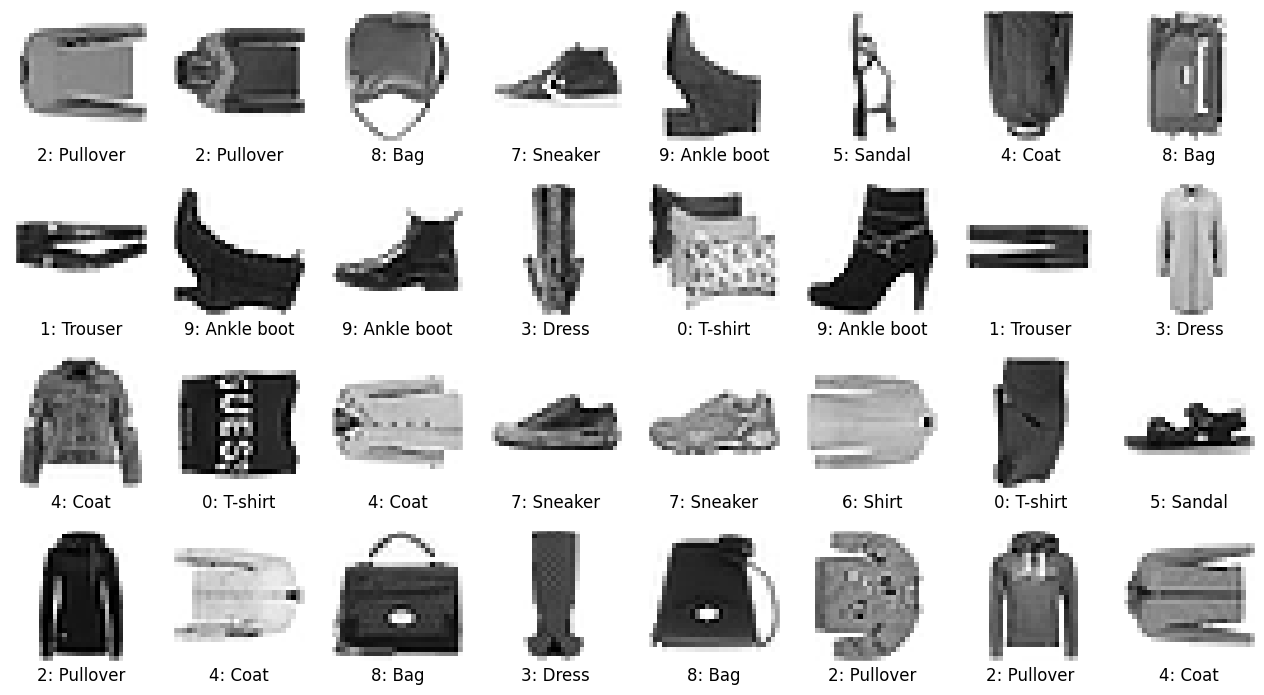 2: Pullover
2: Pullover
8: Bag
7: Sneaker
9: Ankle boot
5: Sandal
4: Coat
8: Bag
1: Trouser
9: Ankle boot
9: Ankle boot
3: Dress
0: T-shirt
9: Ankle boot
1: Trouser
3: Dress
GUESS
4: Coat
0: T-shirt
4: Coat
7: Sneaker
7: Sneaker
6: Shirt
0: T-shirt
5: Sandal
2: Pullover
4: Coat
8: Bag
3: Dress
8: Bag
2: Pullover
2: Pullover
4: Coat